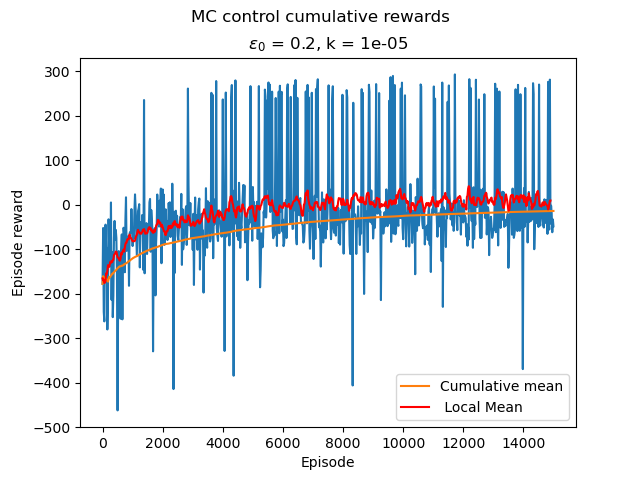 MC control cumulative rewards
ε₀ = 0.2, k = 1e-05
300
200
100
0
−100
−200
−300
−400
−500
Episode reward
0
2000
4000
6000
8000
10000
12000
14000
Episode
Cumulative mean
Local Mean